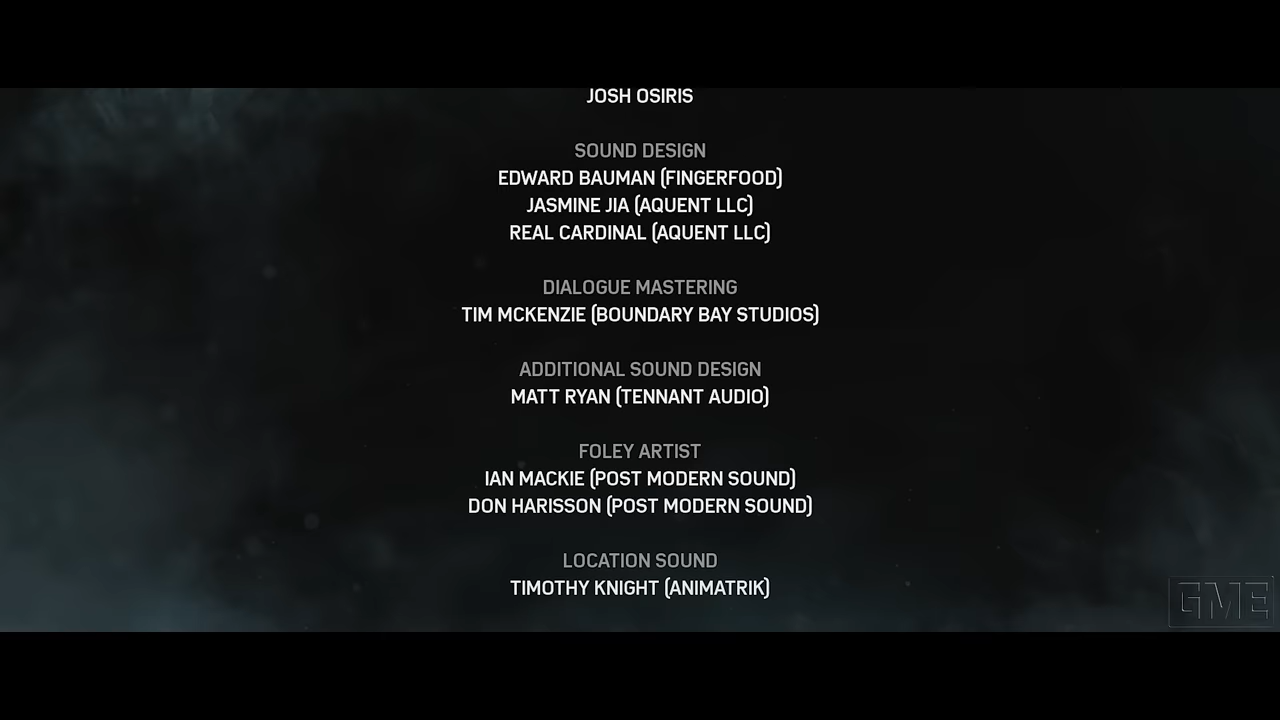 JOSH OSIRIS
SOUND DESIGN
EDWARD BAUMAN (FINGERFOOD)
JASMINE JIA (AQUENT LLC)
REAL CARDINAL (AQUENT LLC)
DIALOGUE MASTERING
TIM MCKENZIE (BOUNDARY BAY STUDIOS)
ADDITIONAL SOUND DESIGN
MATT RYAN (TENNANT AUDIO)
FOLEY ARTIST
IAN MACKIE (POST MODERN SOUND)
DON HARISSON (POST MODERN SOUND)
LOCATION SOUND
TIMOTHY KNIGHT (ANIMATRIK)
GME